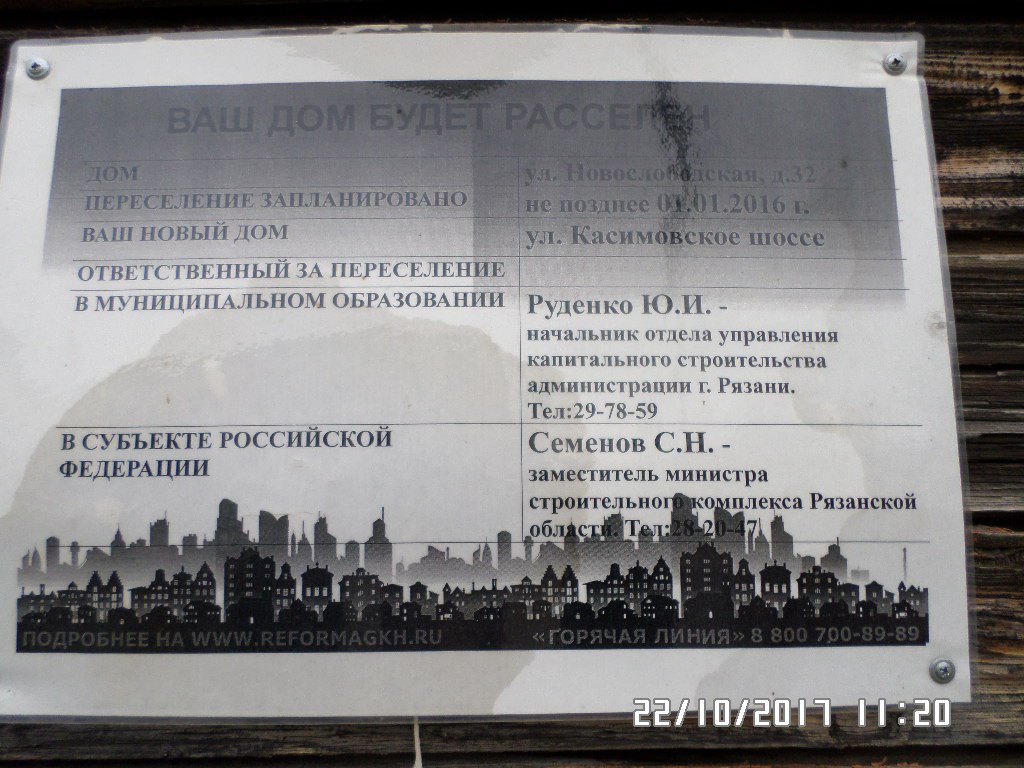 ВАШ ДОМ БУДЕТ РАССЕЛЕН
ДОМ ул. Новослободская, д.32
ПЕРЕСЕЛЕНИЕ ЗАПЛАНИРОВАНО не позднее 01.01.2016 г.
ВАШ НОВЫЙ ДОМ ул. Касимовское шоссе
ОТВЕТСТВЕННЫЙ ЗА ПЕРЕСЕЛЕНИЕ
В МУНИЦИПАЛЬНОМ ОБРАЗОВАНИИ Руденко Ю.И. -
начальник отдела управления
капитального строительства
администрации г. Рязани.
Тел:29-78-59
В СУБЪЕКТЕ РОССИЙСКОЙ
ФЕДЕРАЦИИ
Семенов С.Н. -
заместитель министра
строительного комплекса Рязанской
области. Тел:28-20-47
ПОДРОБНЕЕ НА WWW.REFORMAGKH.RU «ГОРЯЧАЯ ЛИНИЯ» 8 800 700-89-89
22/10/2017 11:20